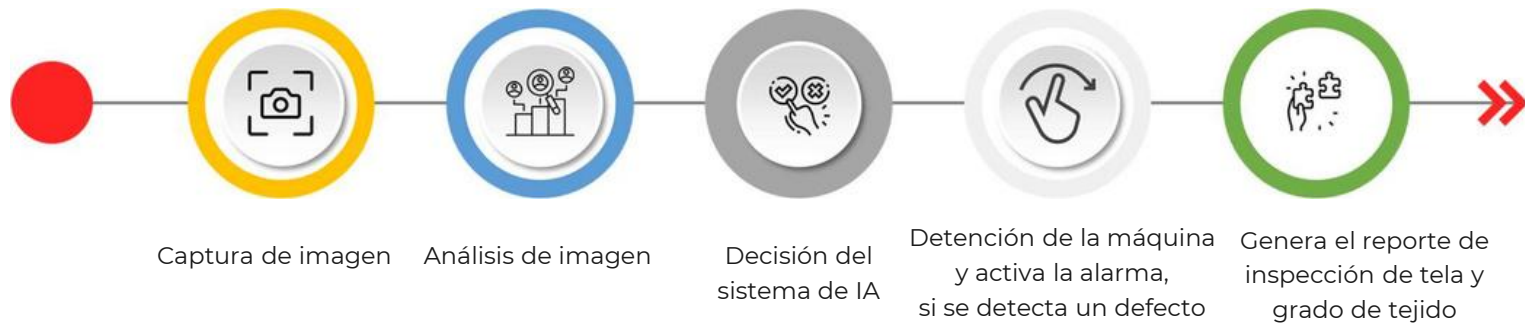 Captura de imagen
Análisis de imagen
Decisión del
sistema de IA
Detención de la máquina
y activa la alarma,
si se detecta un defecto
Genera el reporte de
inspección de tela y
grado de tejido